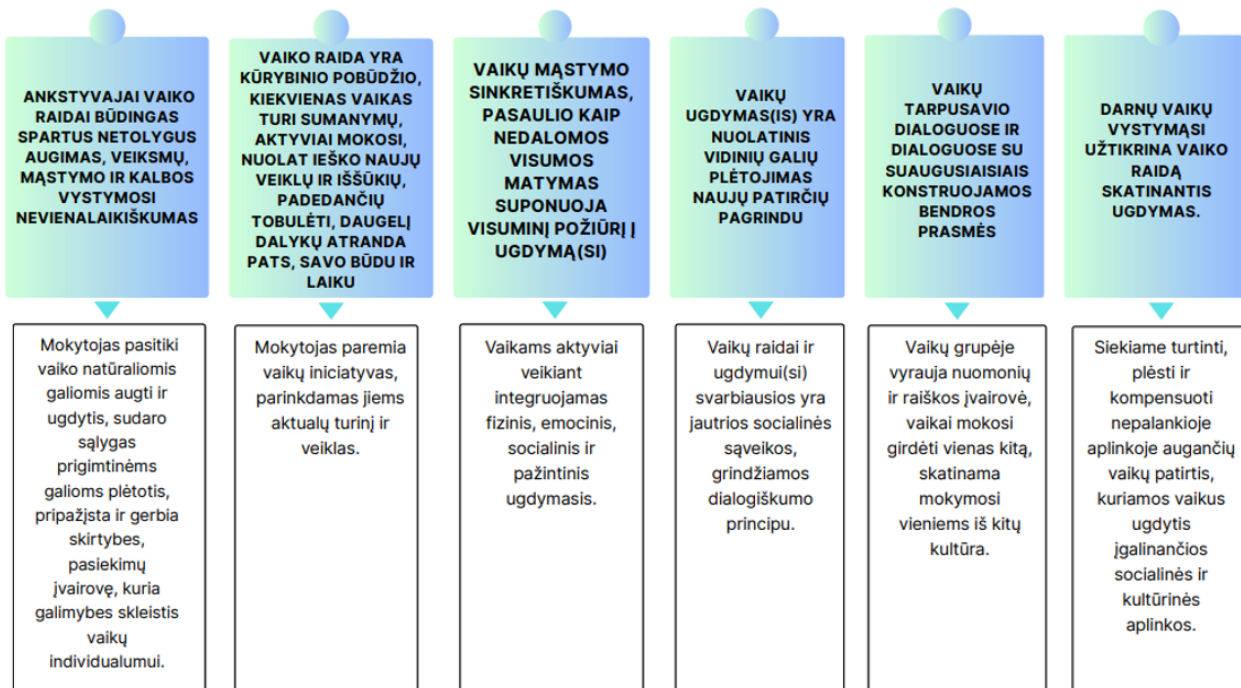 ANKSTYVAJAI VAIKO
RAIDAI BŪDINGAS
SPARTUS NETOLYGUS
AUGIMAS, VEIKSMŲ,
MĄSTYMO IR KALBOS
VYSTYMOSI
NEVIENALAIKIŠKUMAS
Mokytojas pasitiki
vaiko natūraliomis
galiomis augti ir
ugdytis, sudaro
sąlygas
prigimtinėms
galioms plėtotis,
pripažįsta ir gerbia
skirtybes,
pasiekimų
įvairovę, kuria
galimybes skleistis
vaikų
individualumui.
VAIKO RAIDA YRA
KŪRYBINIO POBŪDŽIO,
KIEKVIENAS VAIKAS
TURI SUMANYMŲ,
AKTYVIAI MOKOSI,
NUOLAT IEŠKO NAUJŲ
VEIKLŲ IR IŠŠŪKIŲ,
PADEDANČIŲ
TOBULĖTI, DAUGELĮ
DALYKŲ ATRANDA
PATS, SAVO BŪDU IR
LAIKU
Mokytojas paremia
vaikų iniciatyvas,
parinkdamas jiems
aktualų turinį ir
veiklas.
VAIKŲ MĄSTYMO
SINKRETIŠKUMAS,
PASAULIO KAIP
NEDALOMOS
VISUMOS
MATYMAS
SUPONUOJA
VISUMINĮ POŽIŪRĮ Į
UGDYMĄ(SI)
Vaikams aktyviai
veikiant
integruojamas
fizinis, emocinis,
socialinis ir
pažintinis
ugdymasis.
VAIKŲ
UGDYMAS(IS) YRA
NUOLATINIS
VIDINIŲ GALIŲ
PLĖTOJIMAS
NAUJŲ PATIRČIŲ
PAGRINDU
Vaikų raidai ir
ugdymui(si)
svarbiausios yra
jautrios socialinės
sąveikos,
grindžiamos
dialogiškumo
principu.
VAIKŲ
TARPUSAVIO
DIALOGUOSE IR
DIALOGUOSE SU
SUAUGUSIAISIAIS
KONSTRUOJAMOS
BENDROS
PRASMĖS
Vaikų grupėje
vyrauja nuomonių
ir raiškos įvairovė,
vaikai mokosi
girdėti vienas kitą,
skatinama
mokymosi
vieniems iš kitų
kultūra.
DARNŲ VAIKŲ
VYSTYMĄSI
UŽTIKRINA VAIKO
RAIDĄ
SKATINANTIS
UGDYMAS.
Siekiame turtinti,
plėsti ir
kompensuoti
nepalankioje
aplinkoje augančių
vaikų patirtis,
kuriamos vaikus
ugdytis
įgalinančios
socialinės ir
kultūrinės
aplinkos.